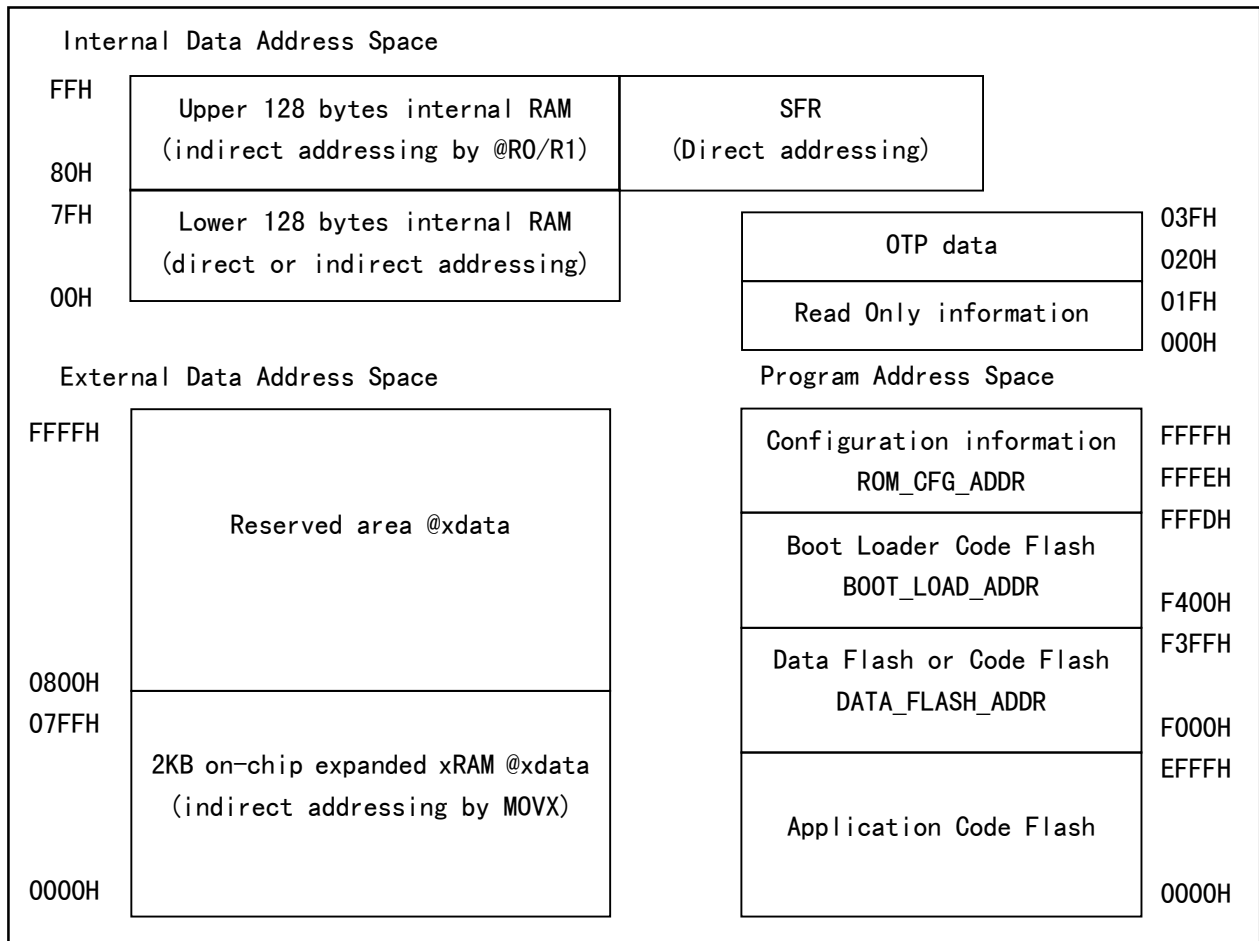 Internal Data Address Space
FFH
Upper 128 bytes internal RAM
(indirect addressing by @R0/R1)
80H
SFR
(Direct addressing)
7FH
Lower 128 bytes internal RAM
(direct or indirect addressing)
00H
OTP data
03FH
020H
Read Only information
01FH
000H
External Data Address Space
FFFFH
Reserved area @xdata
0800H
07FFH
2KB on-chip expanded xRAM @xdata
(indirect addressing by MOVX)
0000H
Program Address Space
Configuration information
ROM_CFG_ADDR
FFFFH
FFFEH
Boot Loader Code Flash
BOOT_LOAD_ADDR
FFFDH
F400H
Data Flash or Code Flash
DATA_FLASH_ADDR
F3FFH
F000H
Application Code Flash
EFFFH
0000H